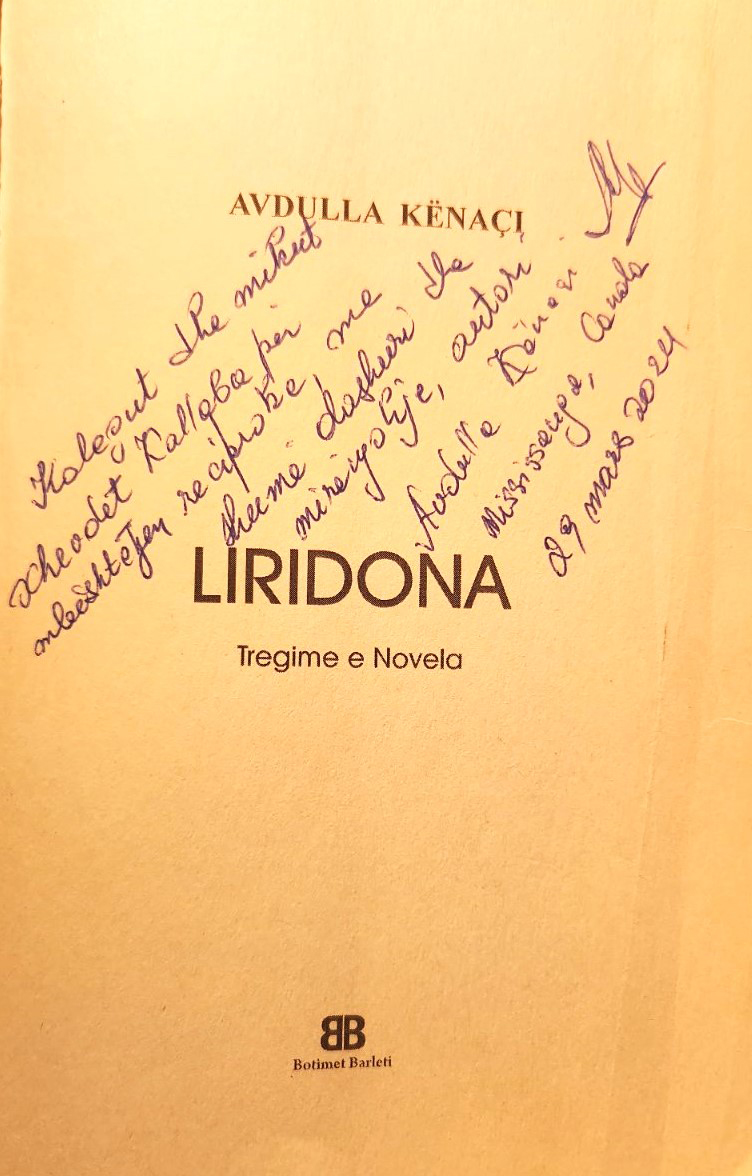 AVDULLA KËNAÇI
Kolegut dhe mikut
Xhevdet Kallaba për
mbështetjen reciproke, me
shumë dashuri dhe
mirënjohje, autori
Avdulla Kënaçi
Mississauga, Canada
29 mars 2024
LIRIDONA
Tregime e Novela
BB
Botimet Barleti